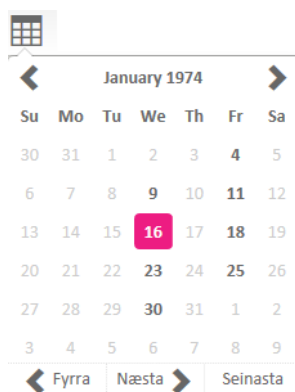 January 1974
Su Mo Tu We Th Fr Sa
30 31 1 2 3 4 5
6 7 8 9 10 11 12
13 14 15 16 17 18 19
20 21 22 23 24 25 26
27 28 29 30 31 1 2
3 4 5 6 7 8 9
Fyrra Næsta Seinasta